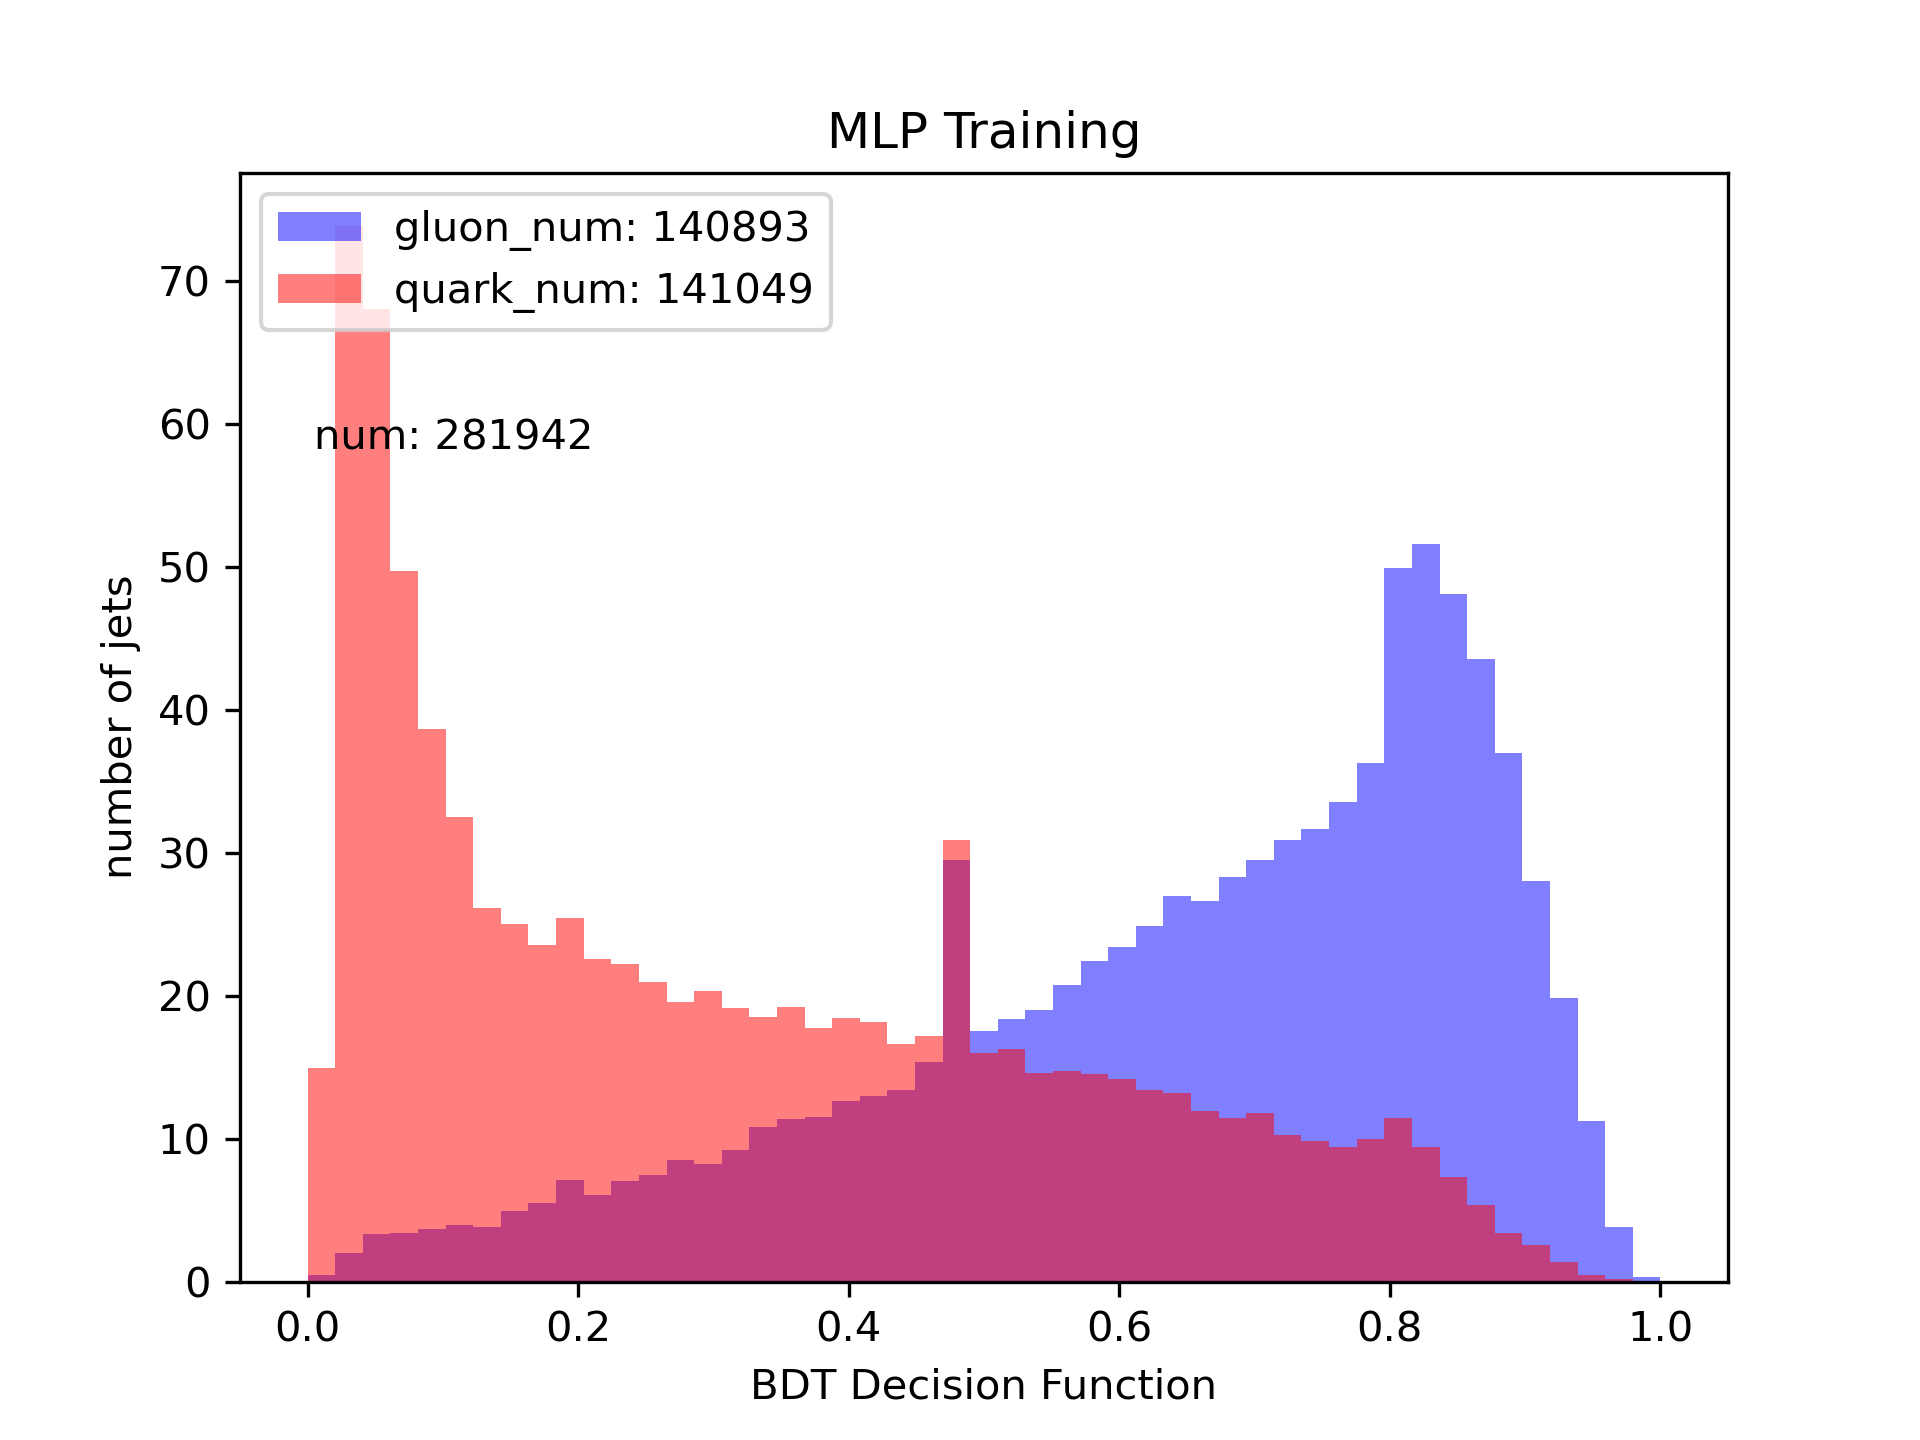 MLP Training
gluon_num: 140893
quark_num: 141049
num: 281942
number of jets
70
60
50
40
30
20
10
0
0.0 0.2 0.4 0.6 0.8 1.0
BDT Decision Function